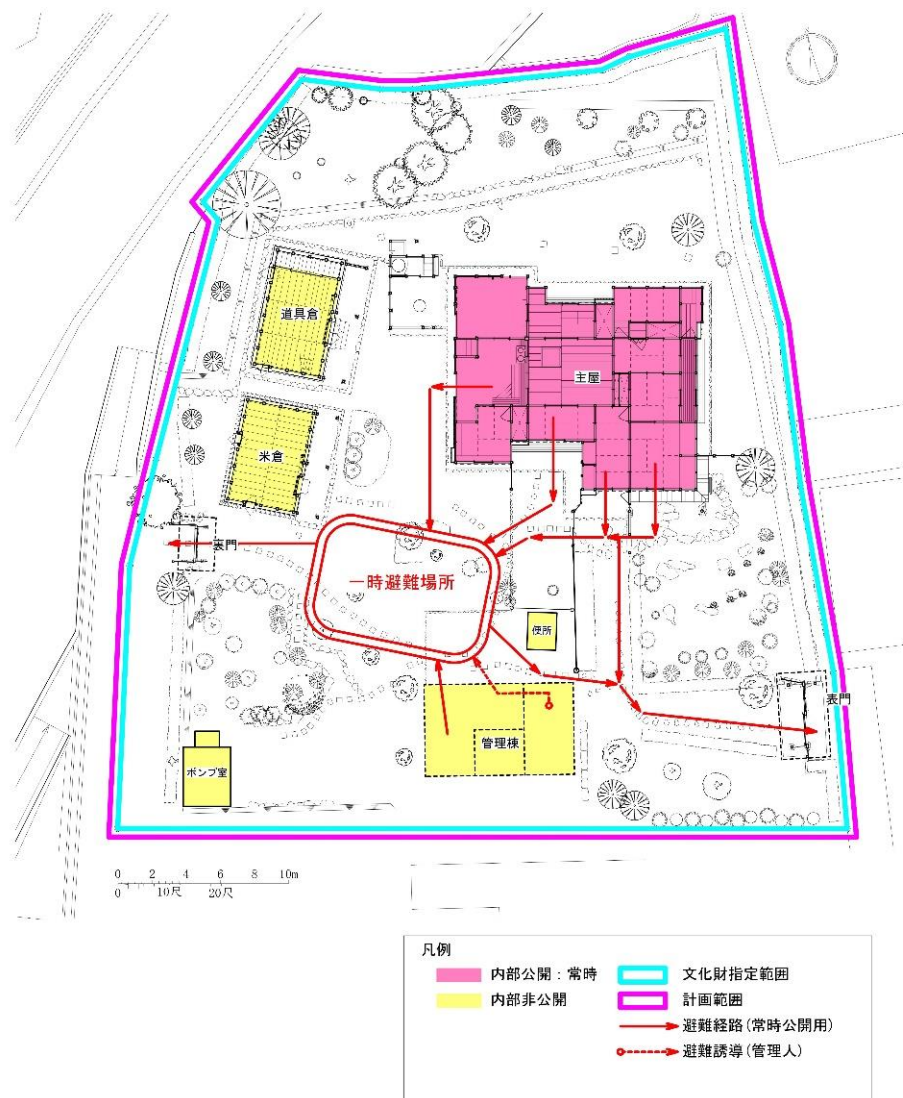 道具倉
主屋
米倉
裏門
一時避難場所
便所
表門
管理棟
ポンプ室
0 2 4 6 8 10m
0 10尺 20尺
凡例
内部公開：常時
文化財指定範囲
内部非公開
計画範囲
避難経路(常時公開用)
避難誘導(管理人)